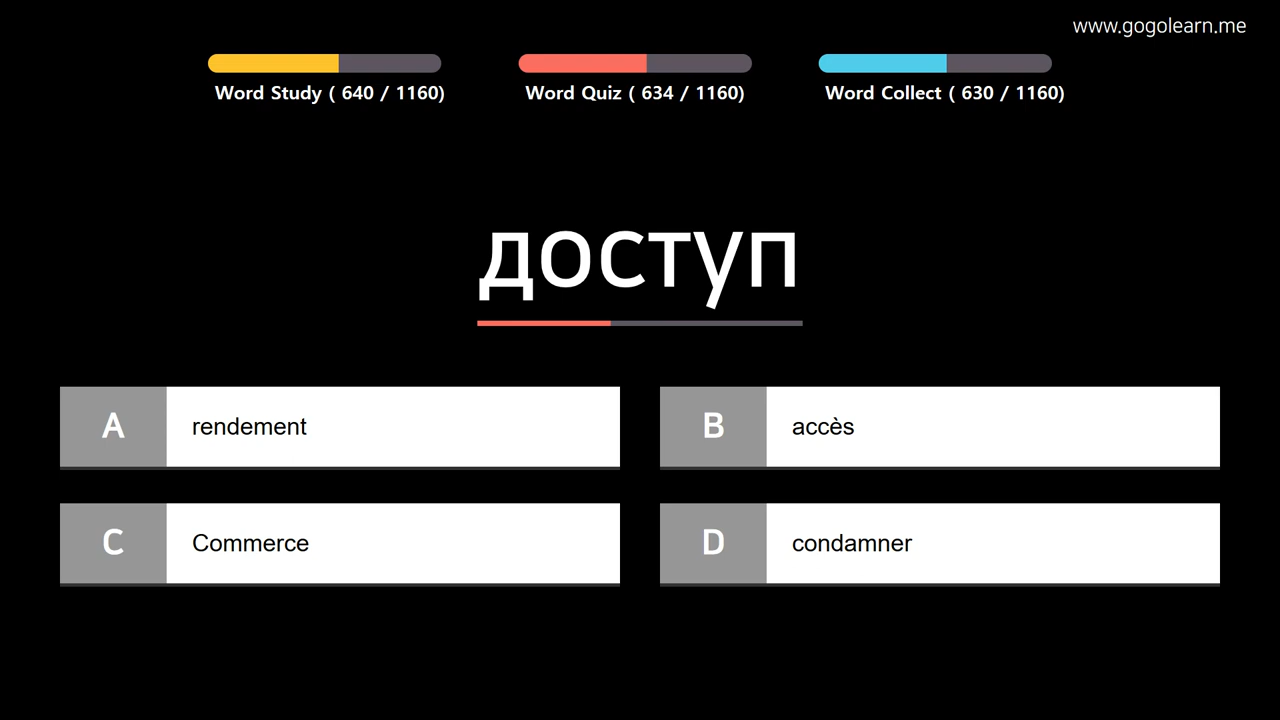 www.gogolearn.me
Word Study ( 640 / 1160)
Word Quiz ( 634 / 1160)
Word Collect ( 630 / 1160)
доступ
A rendement
B accès
C Commerce
D condamner